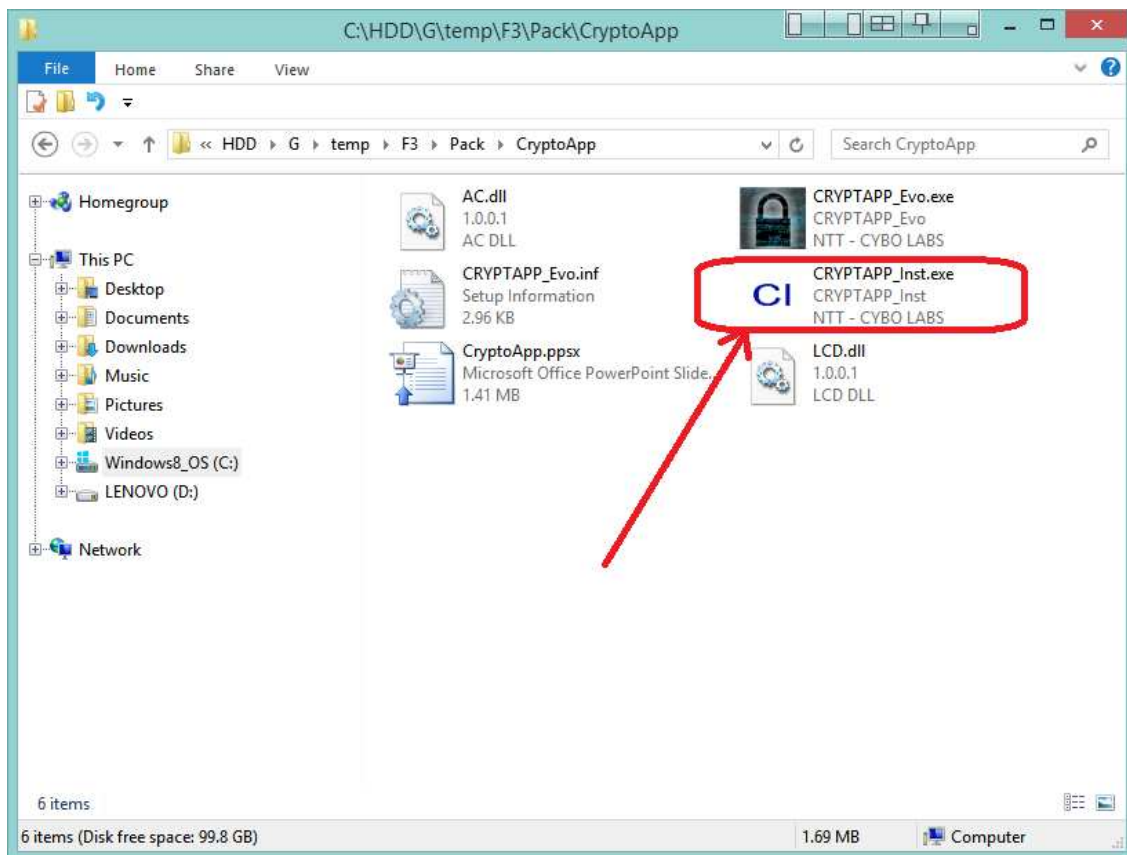 C:\HDD\G\temp\F3\Pack\CryptoApp
File Home Share View
« HDD G temp F3 Pack CryptoApp
Search CryptoApp
Homegroup
This PC
Desktop
Documents
Downloads
Music
Pictures
Videos
Windows8_OS (C:)
LENOVO (D:)
Network
AC.dll
1.0.0.1
AC DLL
CRYPTAPP_Evo.exe
CRYPTAPP_Evo
NTT - CYBO LABS
CRYPTAPP_Evo.inf
Setup Information
2.96 KB
CI
CRYPTAPP_Inst.exe
CRYPTAPP_Inst
NTT - CYBO LABS
CryptoApp.ppsx
Microsoft Office PowerPoint Slide...
1.41 MB
LCD.dll
1.0.0.1
LCD DLL
6 items
6 items (Disk free space: 99.8 GB) 1.69 MB Computer